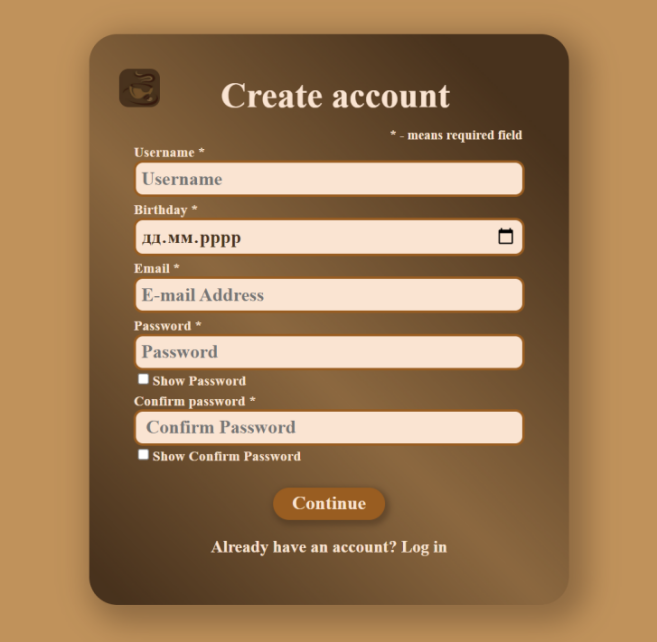 Create account
* - means required field
Username *
Username
Birthday *
дд.мм.рррр
Email *
E-mail Address
Password *
Password
Show Password
Confirm password *
Confirm Password
Show Confirm Password
Continue
Already have an account? Log in